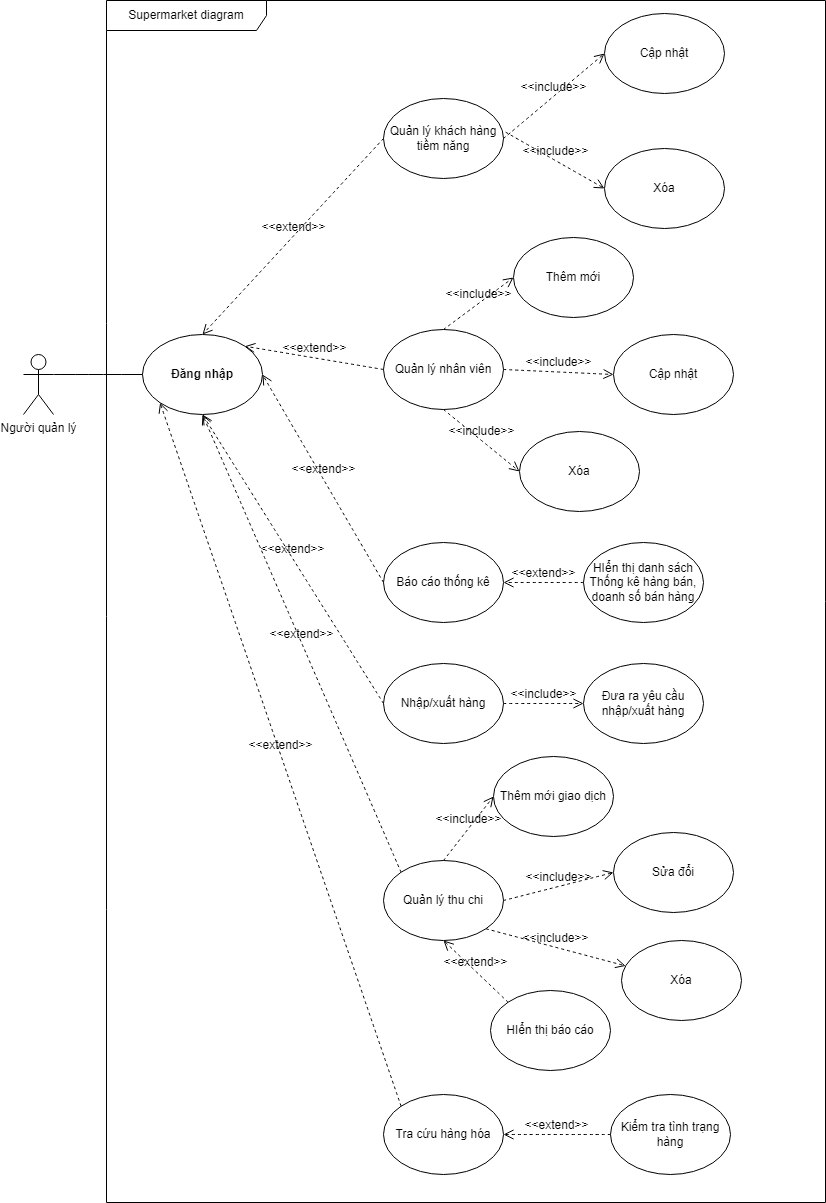 Supermarket diagram
Cập nhật
<<include>>
Quản lý khách hàng
tiềm năng
<<include>>
Xóa
<<extend>>
Thêm mới
<<include>>
<<extend>>
Quản lý nhân viên
<<include>>
Cập nhật
Đăng nhập
Người quản lý
<<include>>
Xóa
<<extend>>
<<extend>>
Báo cáo thống kê
<<extend>>
HIển thị danh sách
Thống kê hàng bán,
doanh số bán hàng
<<extend>>
Nhập/xuất hàng
<<include>>
Đưa ra yêu cầu
nhập/xuất hàng
<<extend>>
Thêm mới giao dịch
<<include>>
Quản lý thu chi
<<include>>
Sửa đổi
<<include>>
Xóa
<<extend>>
HIển thị báo cáo
Tra cứu hàng hóa
<<extend>>
Kiểm tra tình trạng
hàng